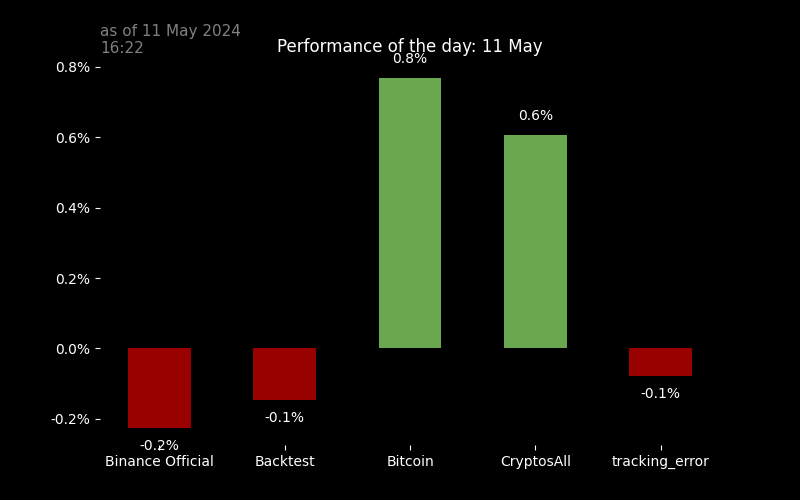 as of 11 May 2024
16:22
Performance of the day: 11 May
0.8%
0.8%
0.6%
0.6%
0.4%
0.2%
0.0%
-0.2%
-0.1%
-0.1%
-0.2%
Binance Official
Backtest
Bitcoin
CryptosAll
tracking_error